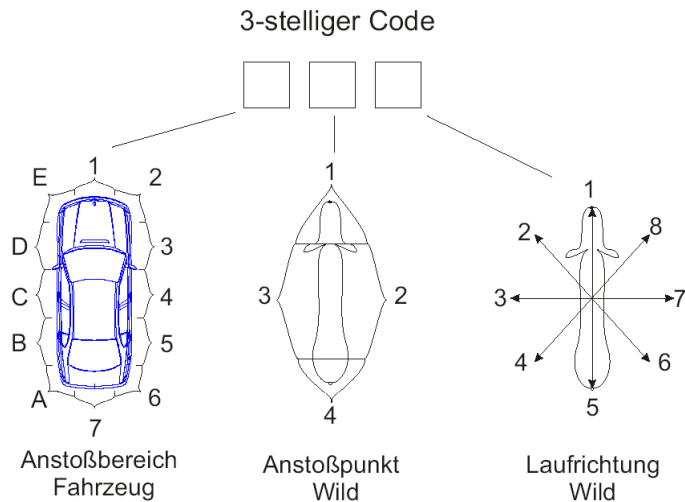 3-stelliger Code
1
E
2
D
3
C
4
B
5
A
6
7
Anstoßbereich
Fahrzeug
1
3
2
4
Anstoßpunkt
Wild
1
2
8
3
7
4
6
5
Laufrichtung
Wild